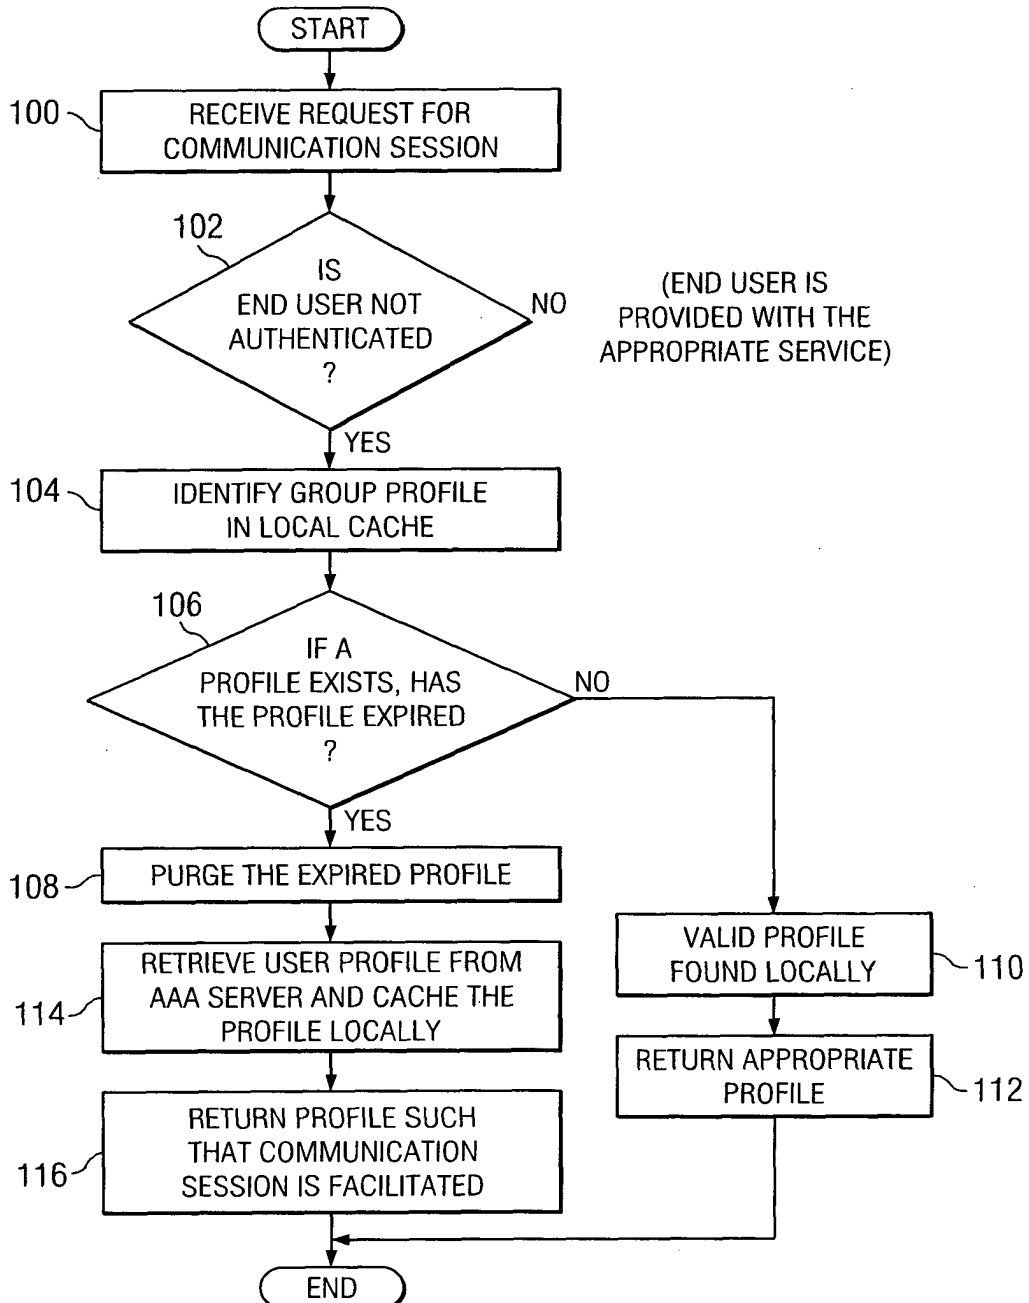 START
100
RECEIVE REQUEST FOR
COMMUNICATION SESSION
102
IS
END USER NOT
AUTHENTICATED
?
NO
(END USER IS
PROVIDED WITH THE
APPROPRIATE SERVICE)
YES
104
IDENTIFY GROUP PROFILE
IN LOCAL CACHE
106
IF A
PROFILE EXISTS, HAS
THE PROFILE EXPIRED
?
NO
YES
108
PURGE THE EXPIRED PROFILE
VALID PROFILE
FOUND LOCALLY
110
114
RETRIEVE USER PROFILE FROM
AAA SERVER AND CACHE THE
PROFILE LOCALLY
RETURN APPROPRIATE
PROFILE
112
116
RETURN PROFILE SUCH
THAT COMMUNICATION
SESSION IS FACILITATED
END